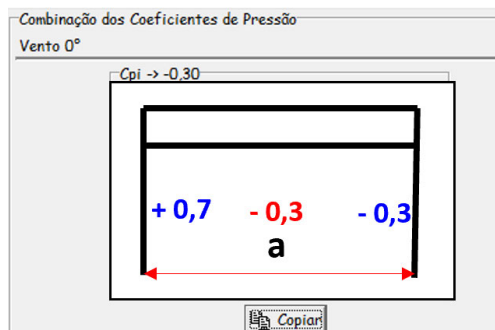 Combinação dos Coeficientes de Pressão
Vento 0°
Cpi -> -0,30
+ 0,7 - 0,3 - 0,3
a
Copiar